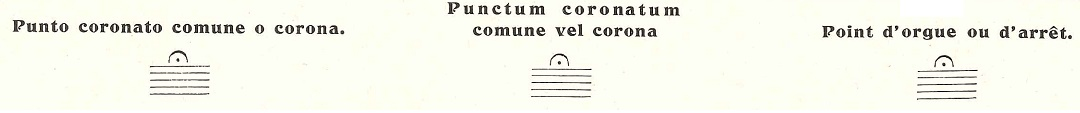 Punto coronato comune o corona.
Punctum coronatum
comune vel corona
Point d'orgue ou d'arrêt.